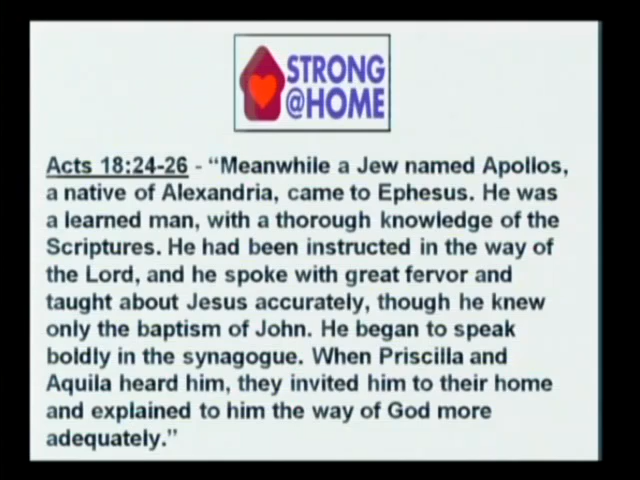 STRONG
@HOME
Acts 18:24-26 - “Meanwhile a Jew named Apollos,
a native of Alexandria, came to Ephesus. He was
a learned man, with a thorough knowledge of the
Scriptures. He had been instructed in the way of
the Lord, and he spoke with great fervor and
taught about Jesus accurately, though he knew
only the baptism of John. He began to speak
boldly in the synagogue. When Priscilla and
Aquila heard him, they invited him to their home
and explained to him the way of God more
adequately.”